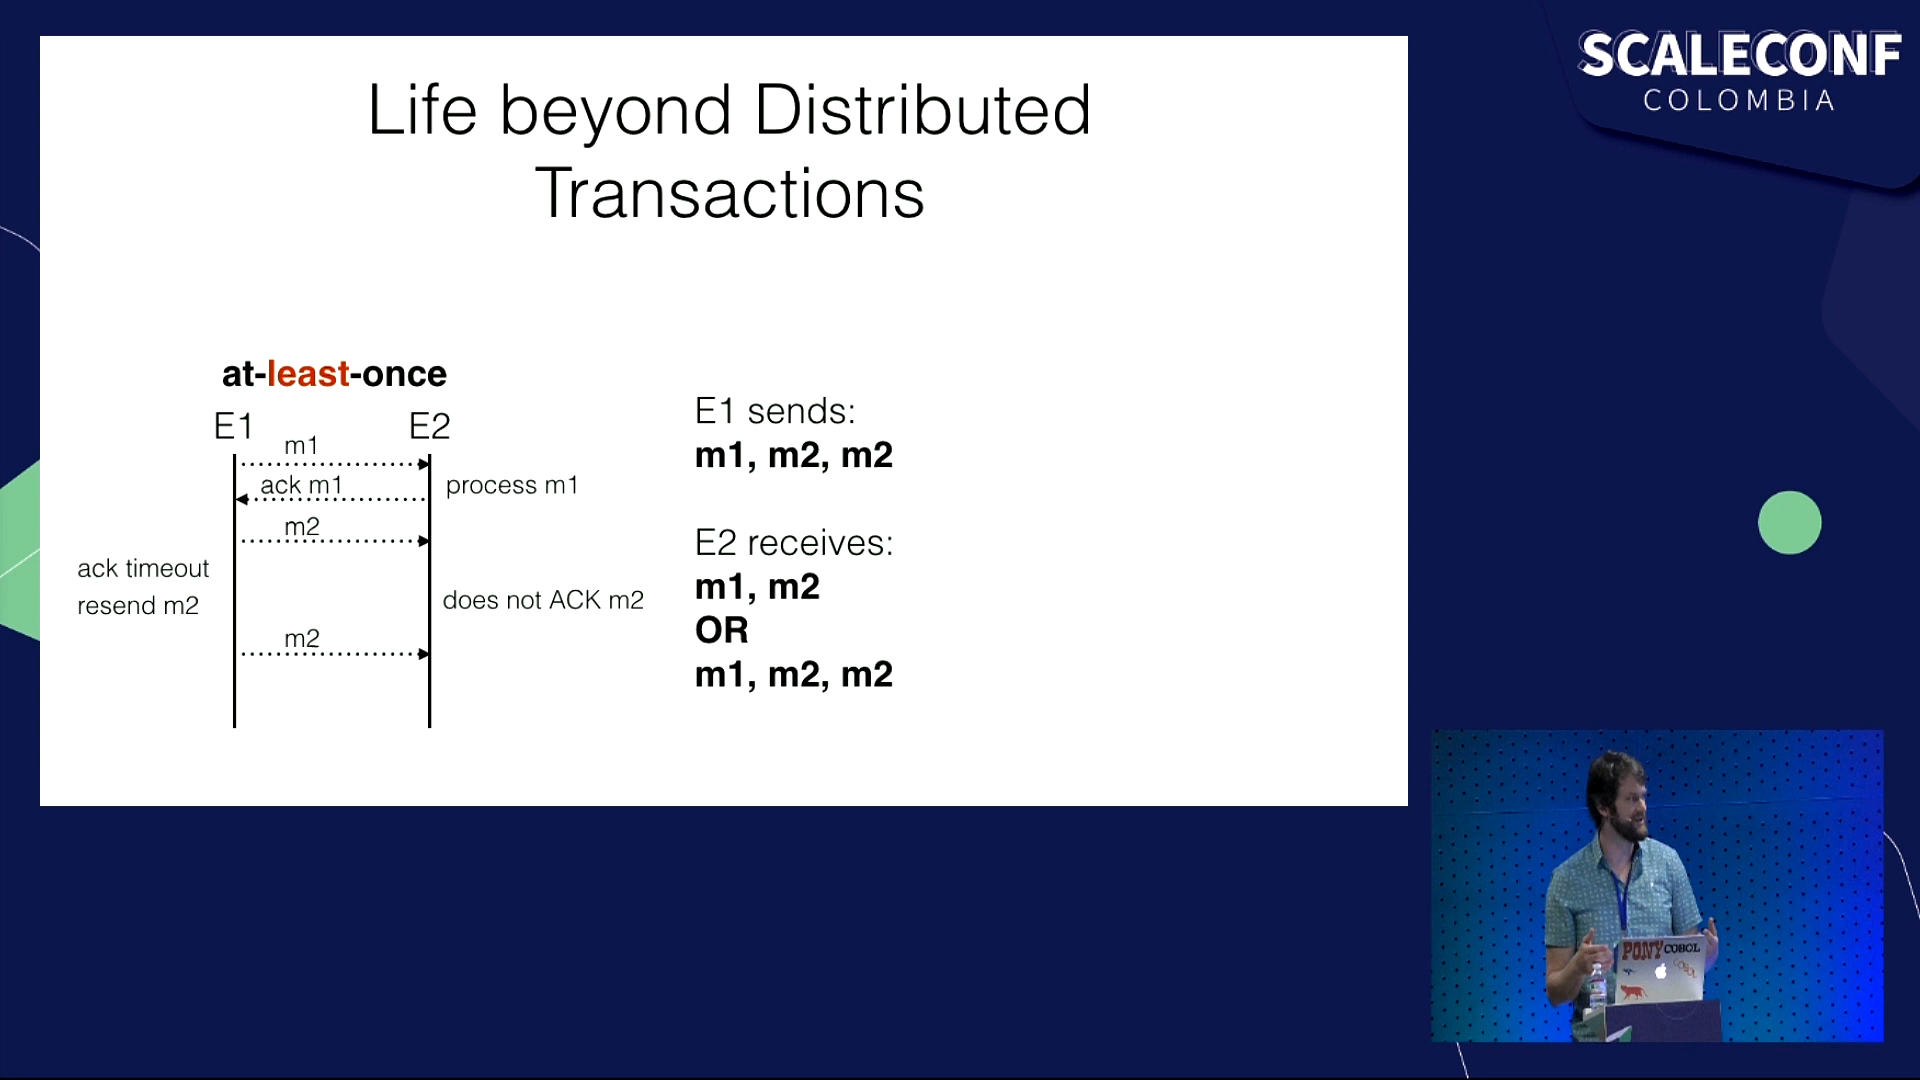 SCALECONF
COLOMBIA
Life beyond Distributed
Transactions
at-least-once
E1 E2
m1
ack m1
process m1
m2
ack timeout
resend m2
does not ACK m2
m2
E1 sends:
m1, m2, m2
E2 receives:
m1, m2
OR
m1, m2, m2
PONY COBOL
COBOL